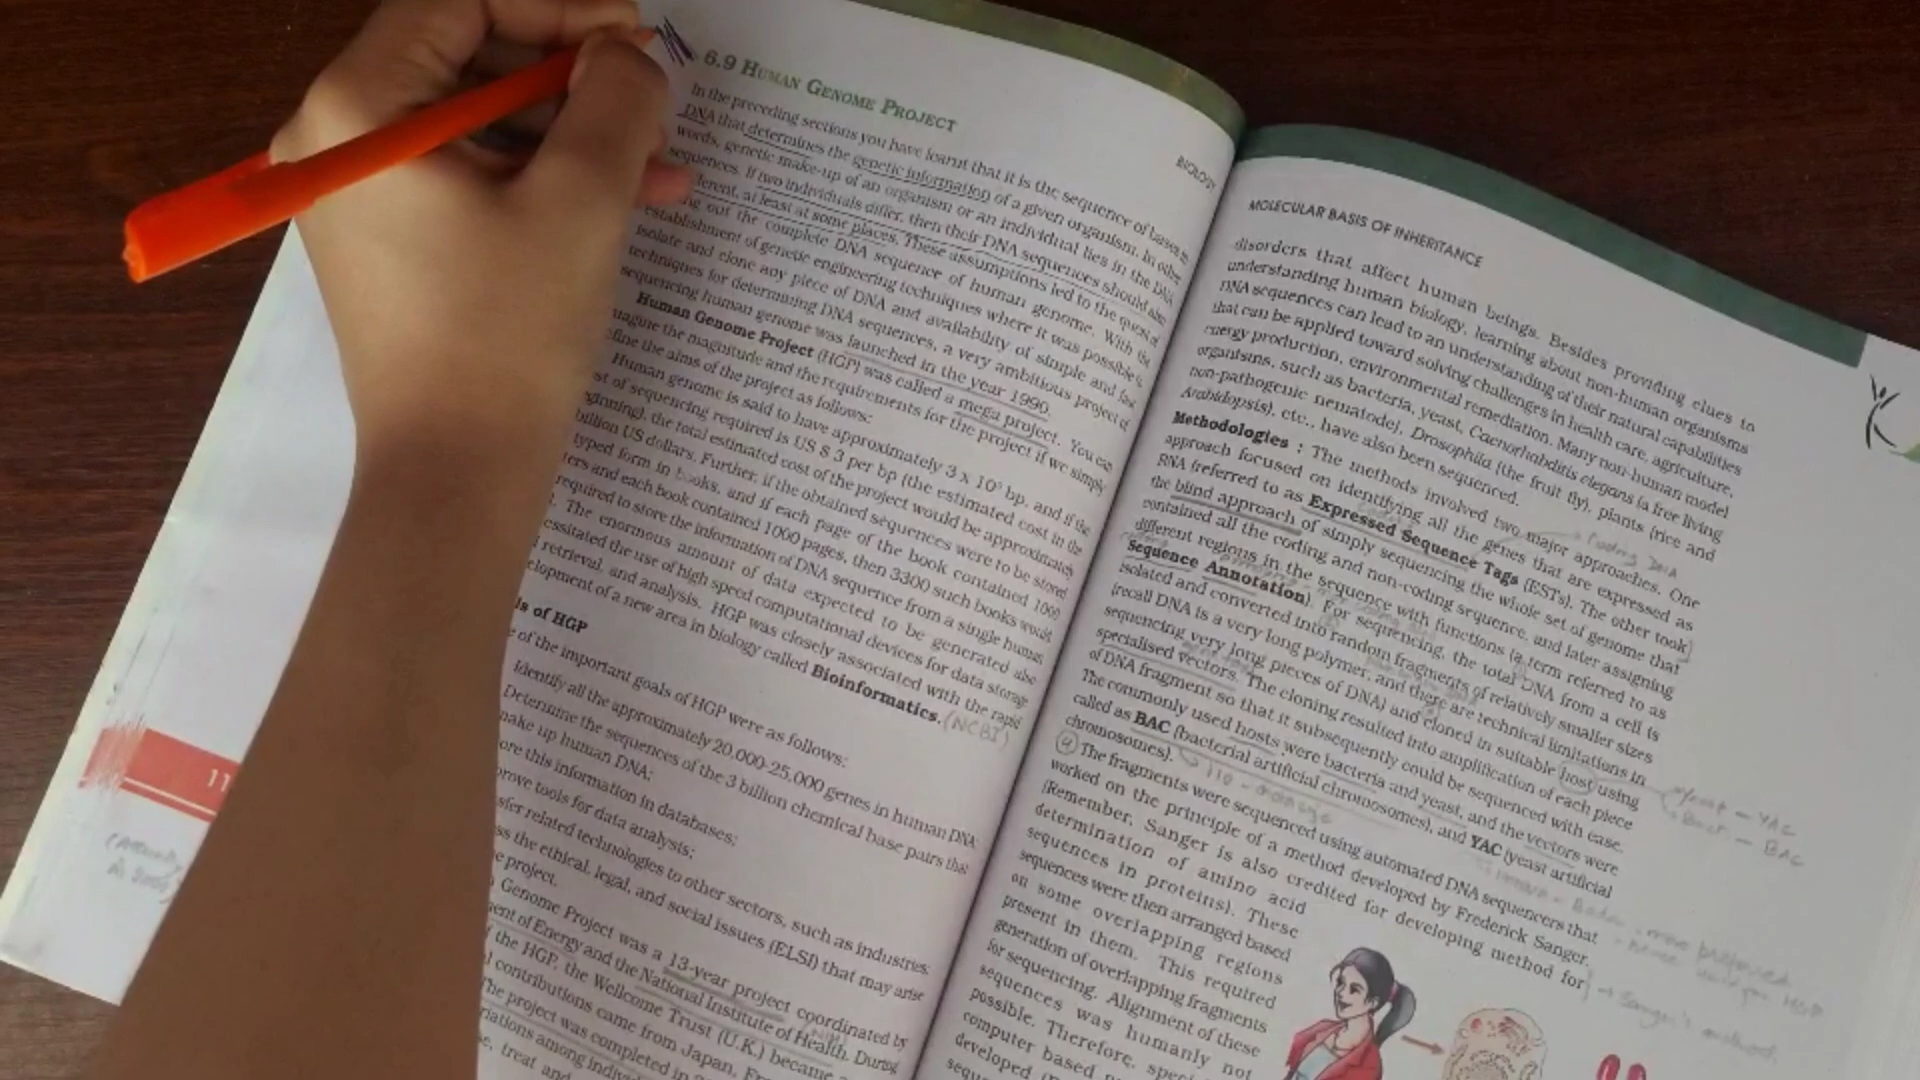 6.9 HUMAN GENOME PROJECT
BIOLOGY
In the preceding sections you have learnt that it is the sequence of bases in
DNA that determines the genetic information of a given organism. In other
words, genetic make-up of an organism or an individual lies in the DNA
sequences. If two individuals differ, then their DNA sequences should also
at least at some places. These assumptions led to the quest of
out the complete DNA sequence of human genome. With the
establishment of genetic engineering techniques where it was possible
isolate and clone any piece of DNA and availability of simple and fast
techniques for determining DNA sequences, a very ambitious project of
sequencing human genome was launched in the year 1990.
Human Genome Project (HGP) was called a mega project. You can
the magnitude and the requirements for the project if we simply
the aims of the project as follows:
Human genome is said to have approximately 3 x 10 bp, and if the
of sequencing required is US $ 3 per bp (the estimated cost in the
the total estimated cost of the project would be approximately
billion US dollars. Further, if the obtained sequences were to be stored
typed form in books, and if each page of the book contained 1000
and each book contained 1000 pages, then 3300 such books would
required to store the information of DNA sequence from a single human
The enormous amount of data expected to be generated also
the use of high speed computational devices for data storage
retrieval, and analysis. HGP was closely associated with the rapid
of a new area in biology called Bioinformatics. (NCBI)
of HGP
of the important goals of HGP were as follows:
Identify all the approximately 20,000-25,000 genes in human DNA
Determine the sequences of the 3 billion chemical base pairs that
make up human DNA;
this information in databases;
tools for data analysis;
related technologies to other sectors, such as industries;
the ethical, legal, and social issues (ELSI) that may arise
project.
Genome Project was a 13-year project coordinated by
of Energy and the National Institute of Health. During
the HGP, the Wellcome Trust (U.K.) became
contributions came from Japan,
The project was completed in
among
treat and
11
MOLECULAR BASIS OF INHERITANCE
disorders that affect human beings. Besides providing clues to
understanding human biology, learning about non-human organisms
DNA sequences can lead to an understanding of their natural capabilities
that can be applied toward solving challenges in health care, agriculture,
energy production, environmental remediation. Many non-human model
organisms, such as bacteria, yeast, Caenorhabditis elegans (a free living
non-pathogenic nematode), Drosophila (the fruit fly), plants (rice and
Arabidopsis), etc., have also been sequenced.
Methodologies : The methods involved two major approaches. One
approach focused on identifying all the genes that are expressed as
RNA (referred to as Expressed Sequence Tags (ESTs). The other took
the blind approach of simply sequencing the whole set of genome that
contained all the coding and non-coding sequence, and later assigning
different regions in the sequence with functions (a term referred to as
Sequence Annotation). For sequencing, the total DNA from a cell is
isolated and converted into random fragments of relatively smaller sizes
(recall DNA is a very long polymer, and there are technical limitations in
sequencing very long pieces of DNA) and cloned in suitable host using
specialised vectors. The cloning resulted into amplification of each piece
of DNA fragment so that it subsequently could be sequenced with ease.
The commonly used hosts were bacteria and yeast, and the vectors were
called as BAC (bacterial artificial chromosomes), and YAC (yeast artificial
chromosomes).
The fragments were sequenced using automated DNA sequencers that
worked on the principle of a method developed by Frederick Sanger.
(Remember, Sanger is also credited for developing method for
determination of amino acid
sequences in proteins). These
sequences were then arranged based
on some overlapping regions
present in them. This required
generation of overlapping fragments
for sequencing. Alignment of these
sequences was humanly not
possible. Therefore,
computer based
developed
coding DNA
YAC
BAC
Sanger's method